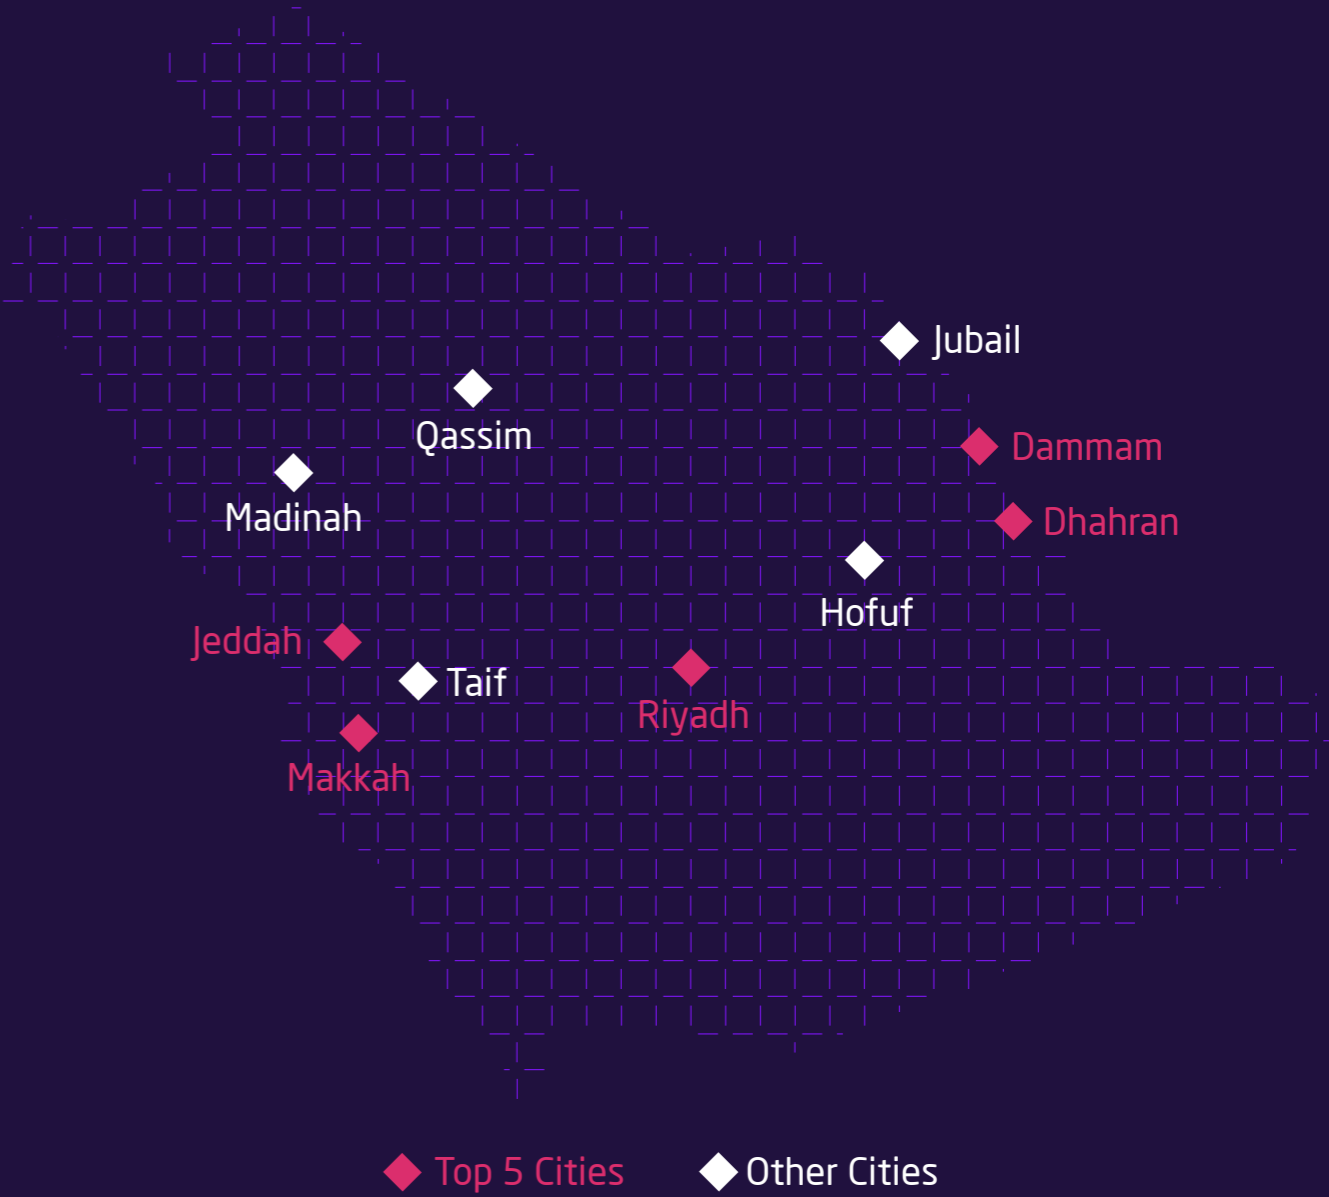 Jubail
Qassim
Dammam
Madinah
Dhahran
Hofuf
Jeddah
Taif
Riyadh
Makkah
Top 5 Cities
Other Cities